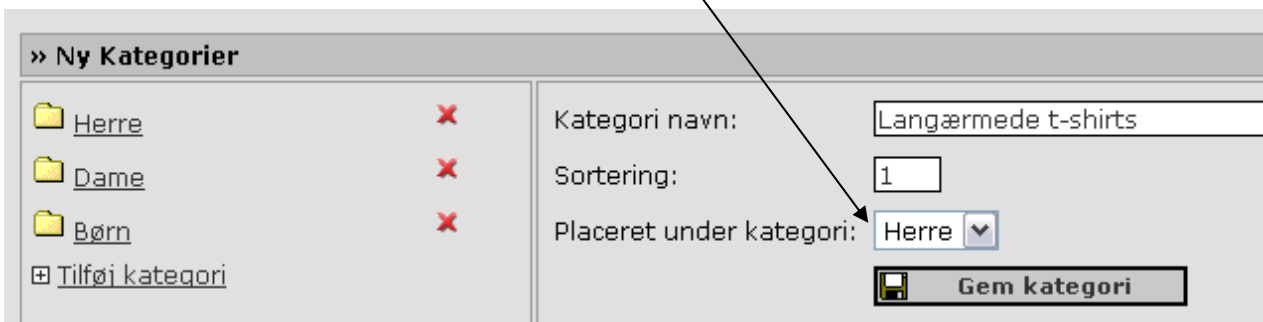 » Ny Kategorier
Herre
Dame
Børn
Tilføj kategori
Kategori navn: Langærmede t-shirts
Sortering: 1
Placeret under kategori: Herre
Gem kategori